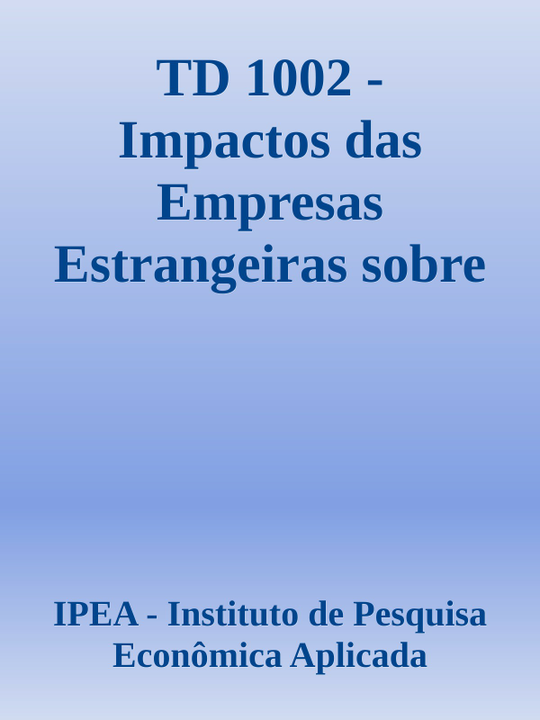 TD 1002 -
Impactos das
Empresas
Estrangeiras sobre
IPEA - Instituto de Pesquisa
Econômica Aplicada